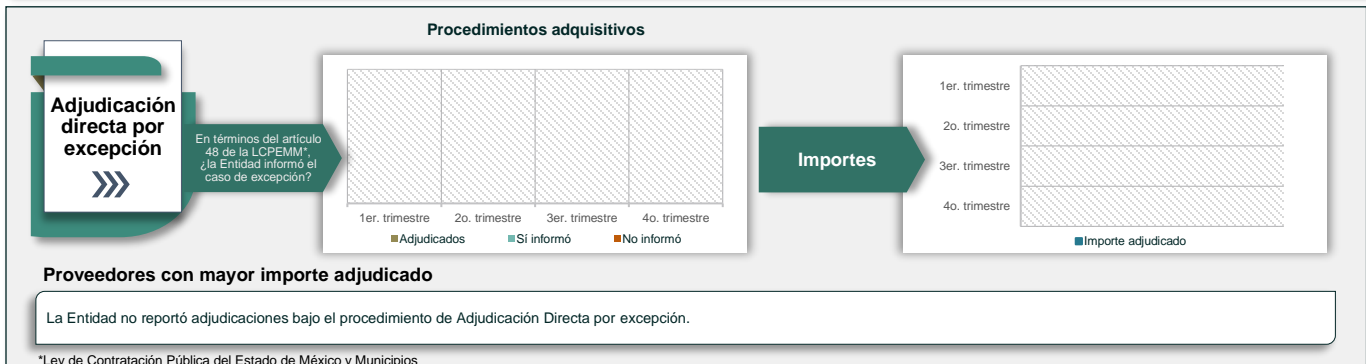 Procedimientos adquisitivos
Adjudicación
directa por
excepción
En términos del artículo
48 de la LCPEMM*,
¿la Entidad informó el
caso de excepción?
1er. trimestre 2o. trimestre 3er. trimestre 4o. trimestre
Adjudicados Sí informó No informó
Importes
1er. trimestre
2o. trimestre
3er. trimestre
4o. trimestre
Importe adjudicado
Proveedores con mayor importe adjudicado
La Entidad no reportó adjudicaciones bajo el procedimiento de Adjudicación Directa por excepción.
*Ley de Contratación Pública del Estado de México y Municipios